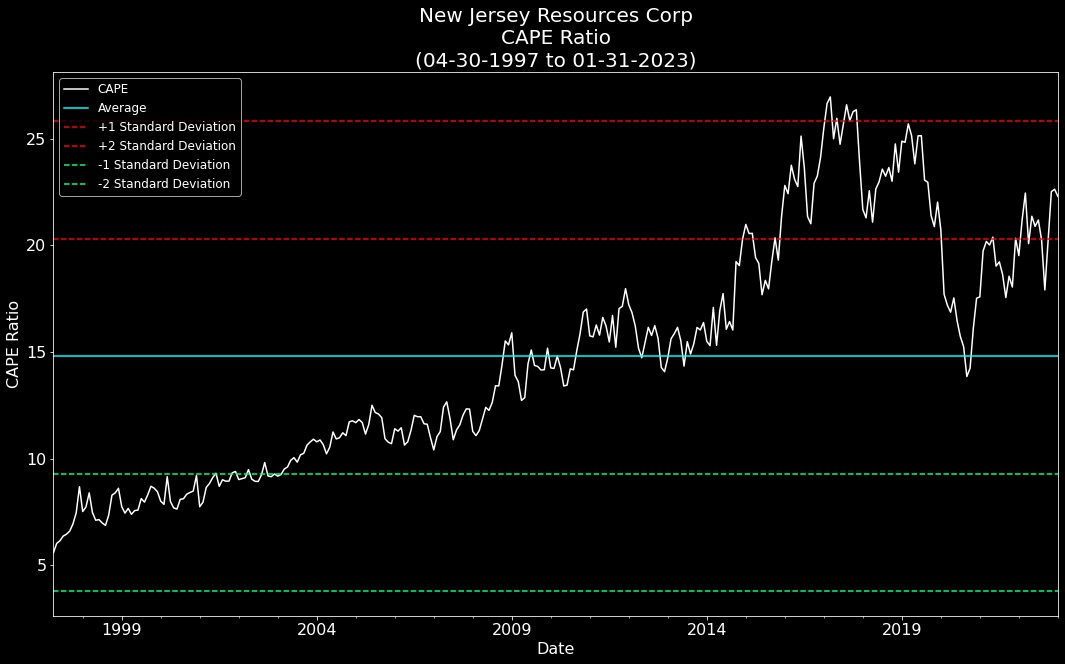 New Jersey Resources Corp
CAPE Ratio
(04-30-1997 to 01-31-2023)
CAPE
Average
+1 Standard Deviation
+2 Standard Deviation
-1 Standard Deviation
-2 Standard Deviation
25
20
15
10
5
CAPE Ratio
1999
2004
2009
2014
2019
Date